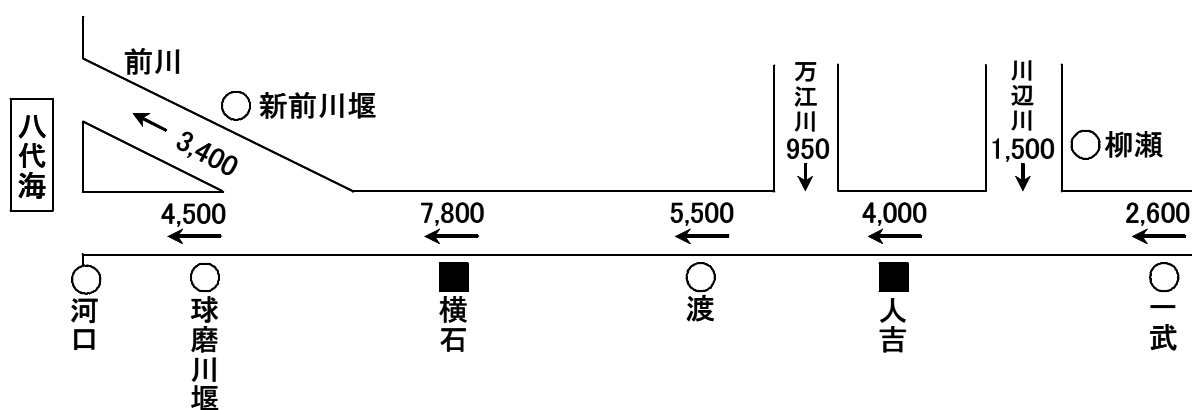 前川
新前川堰
万江川
950
川辺川
1,500
柳瀬
八代海
3,400
4,500
7,800
5,500
4,000
2,600
河口
球磨川堰
横石
渡
人吉
一武